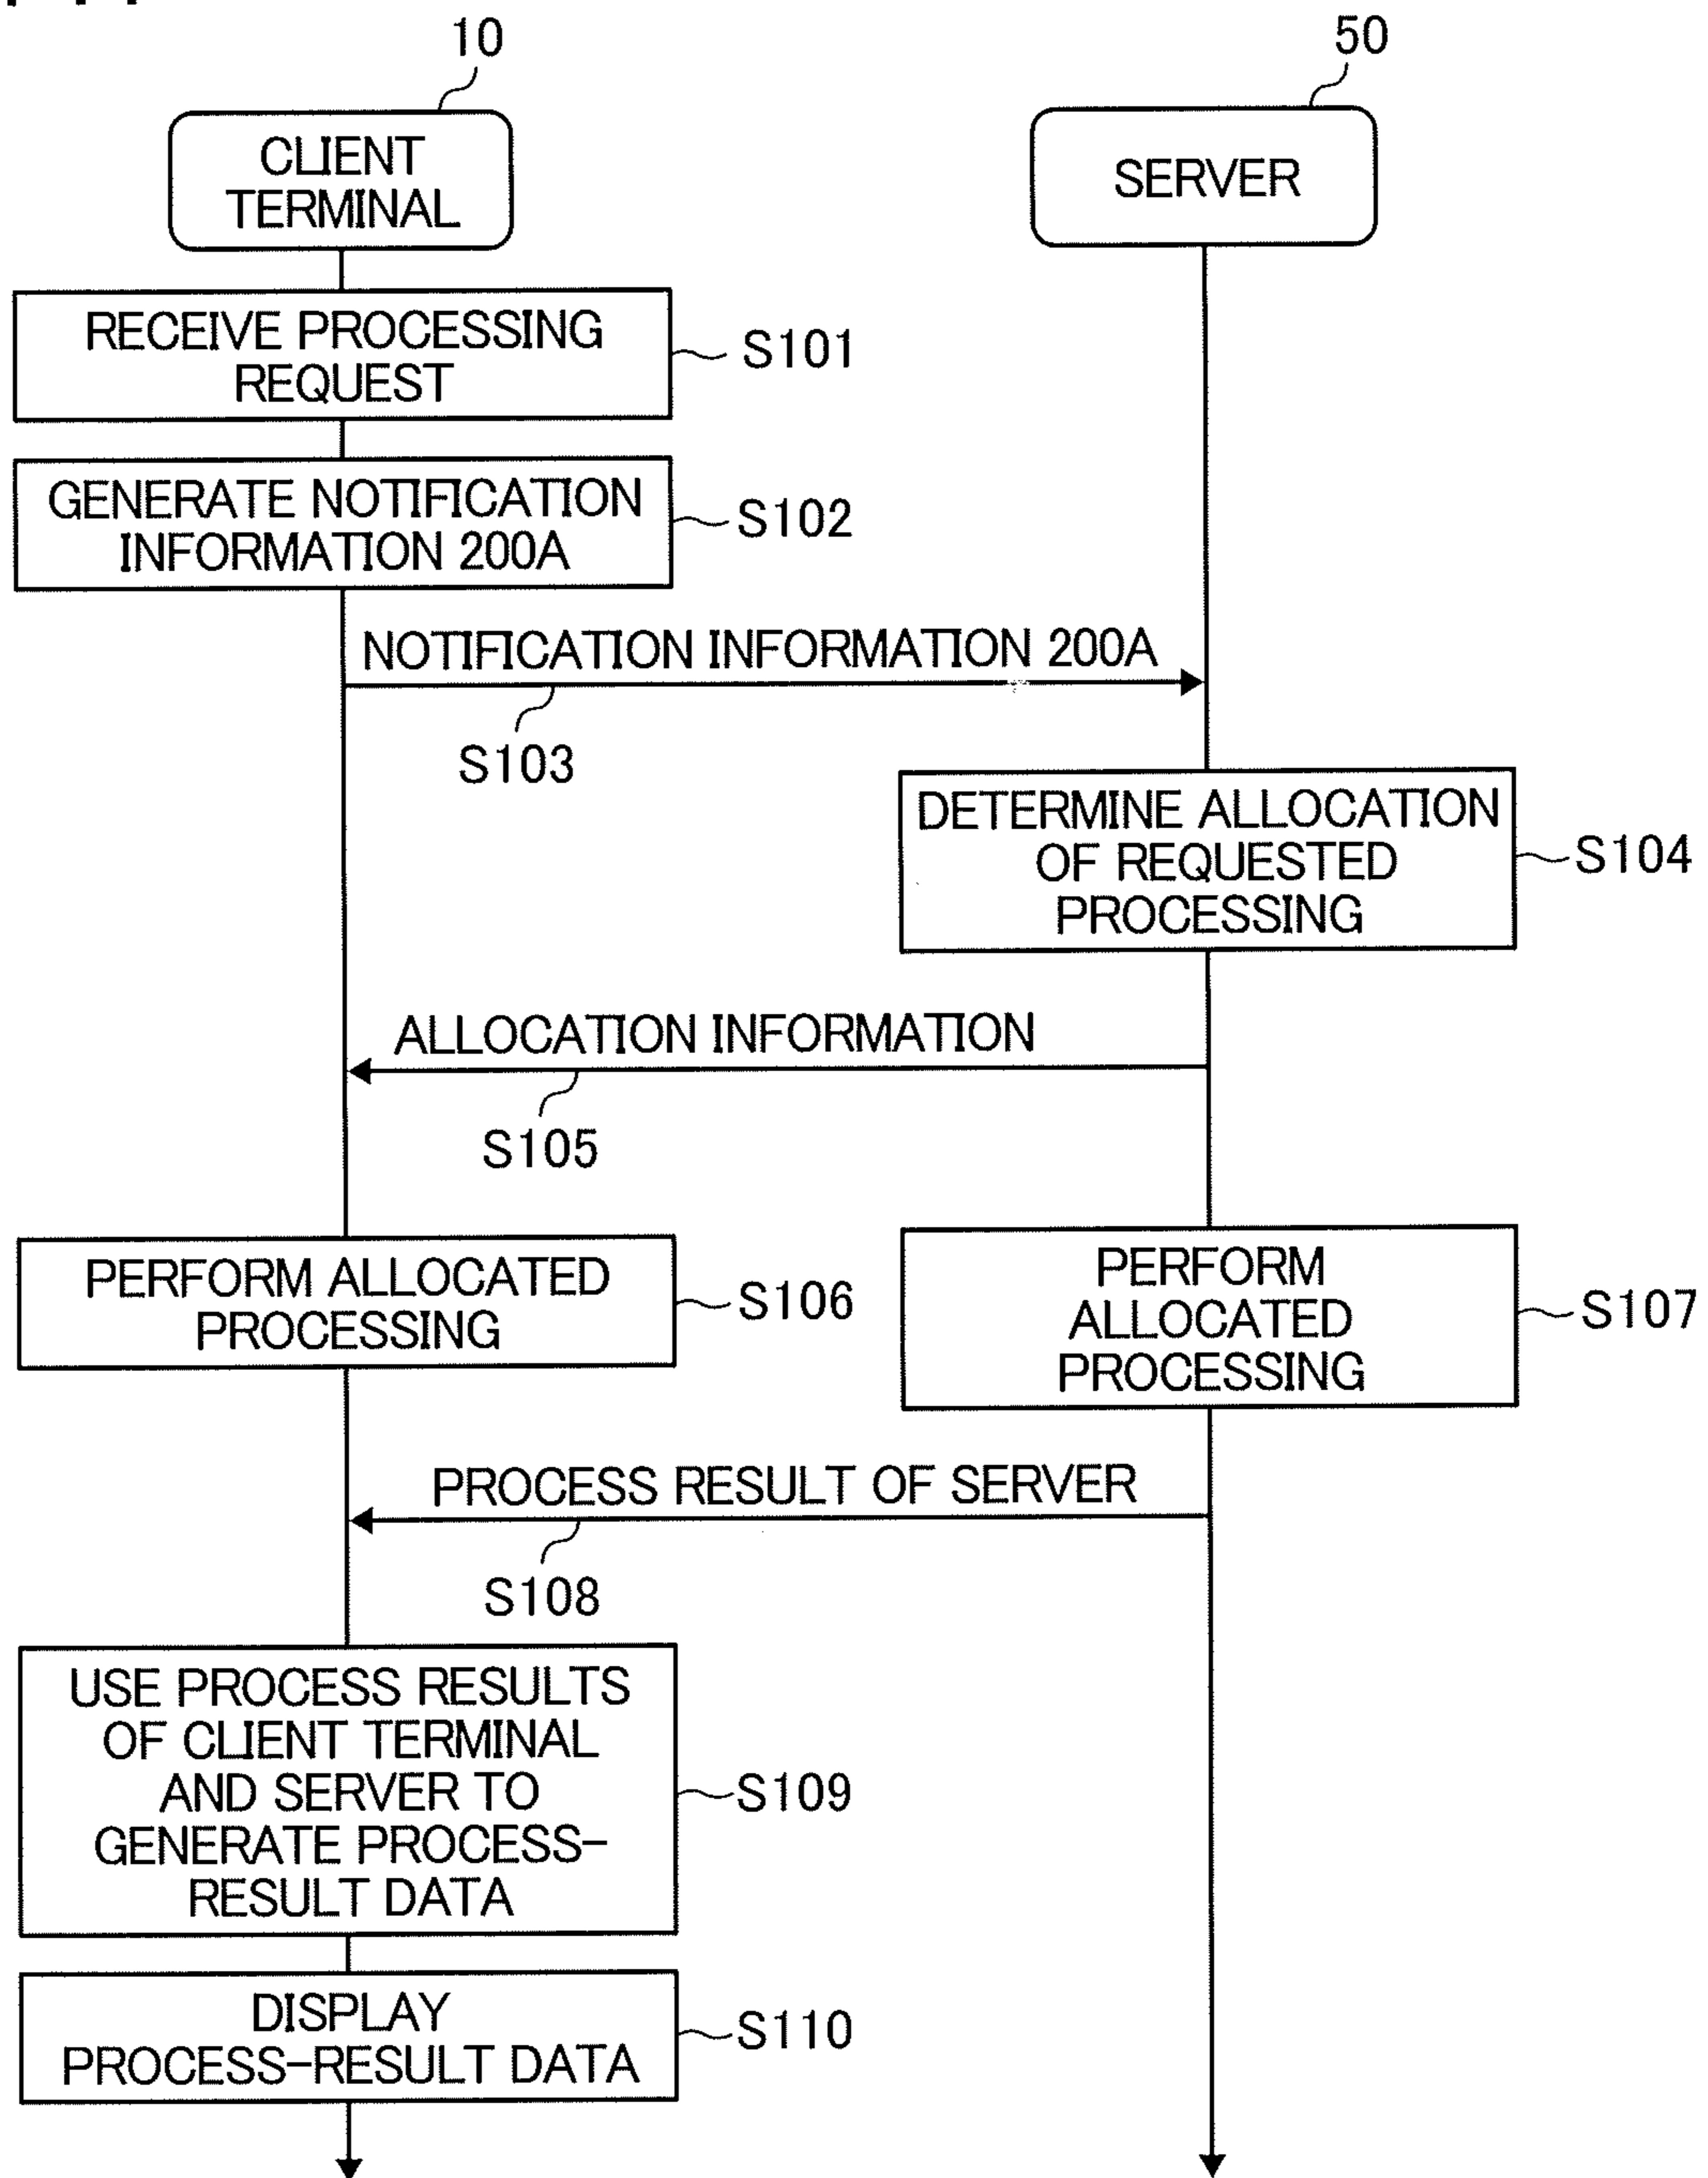 10
50
CLIENT
TERMINAL
SERVER
RECEIVE PROCESSING
REQUEST
S101
GENERATE NOTIFICATION
INFORMATION 200A
S102
NOTIFICATION INFORMATION 200A
S103
DETERMINE ALLOCATION
OF REQUESTED
PROCESSING
S104
ALLOCATION INFORMATION
S105
PERFORM ALLOCATED
PROCESSING
S106
PERFORM
ALLOCATED
PROCESSING
S107
PROCESS RESULT OF SERVER
S108
USE PROCESS RESULTS
OF CLIENT TERMINAL
AND SERVER TO
GENERATE PROCESS-
RESULT DATA
S109
DISPLAY
PROCESS-RESULT DATA
S110